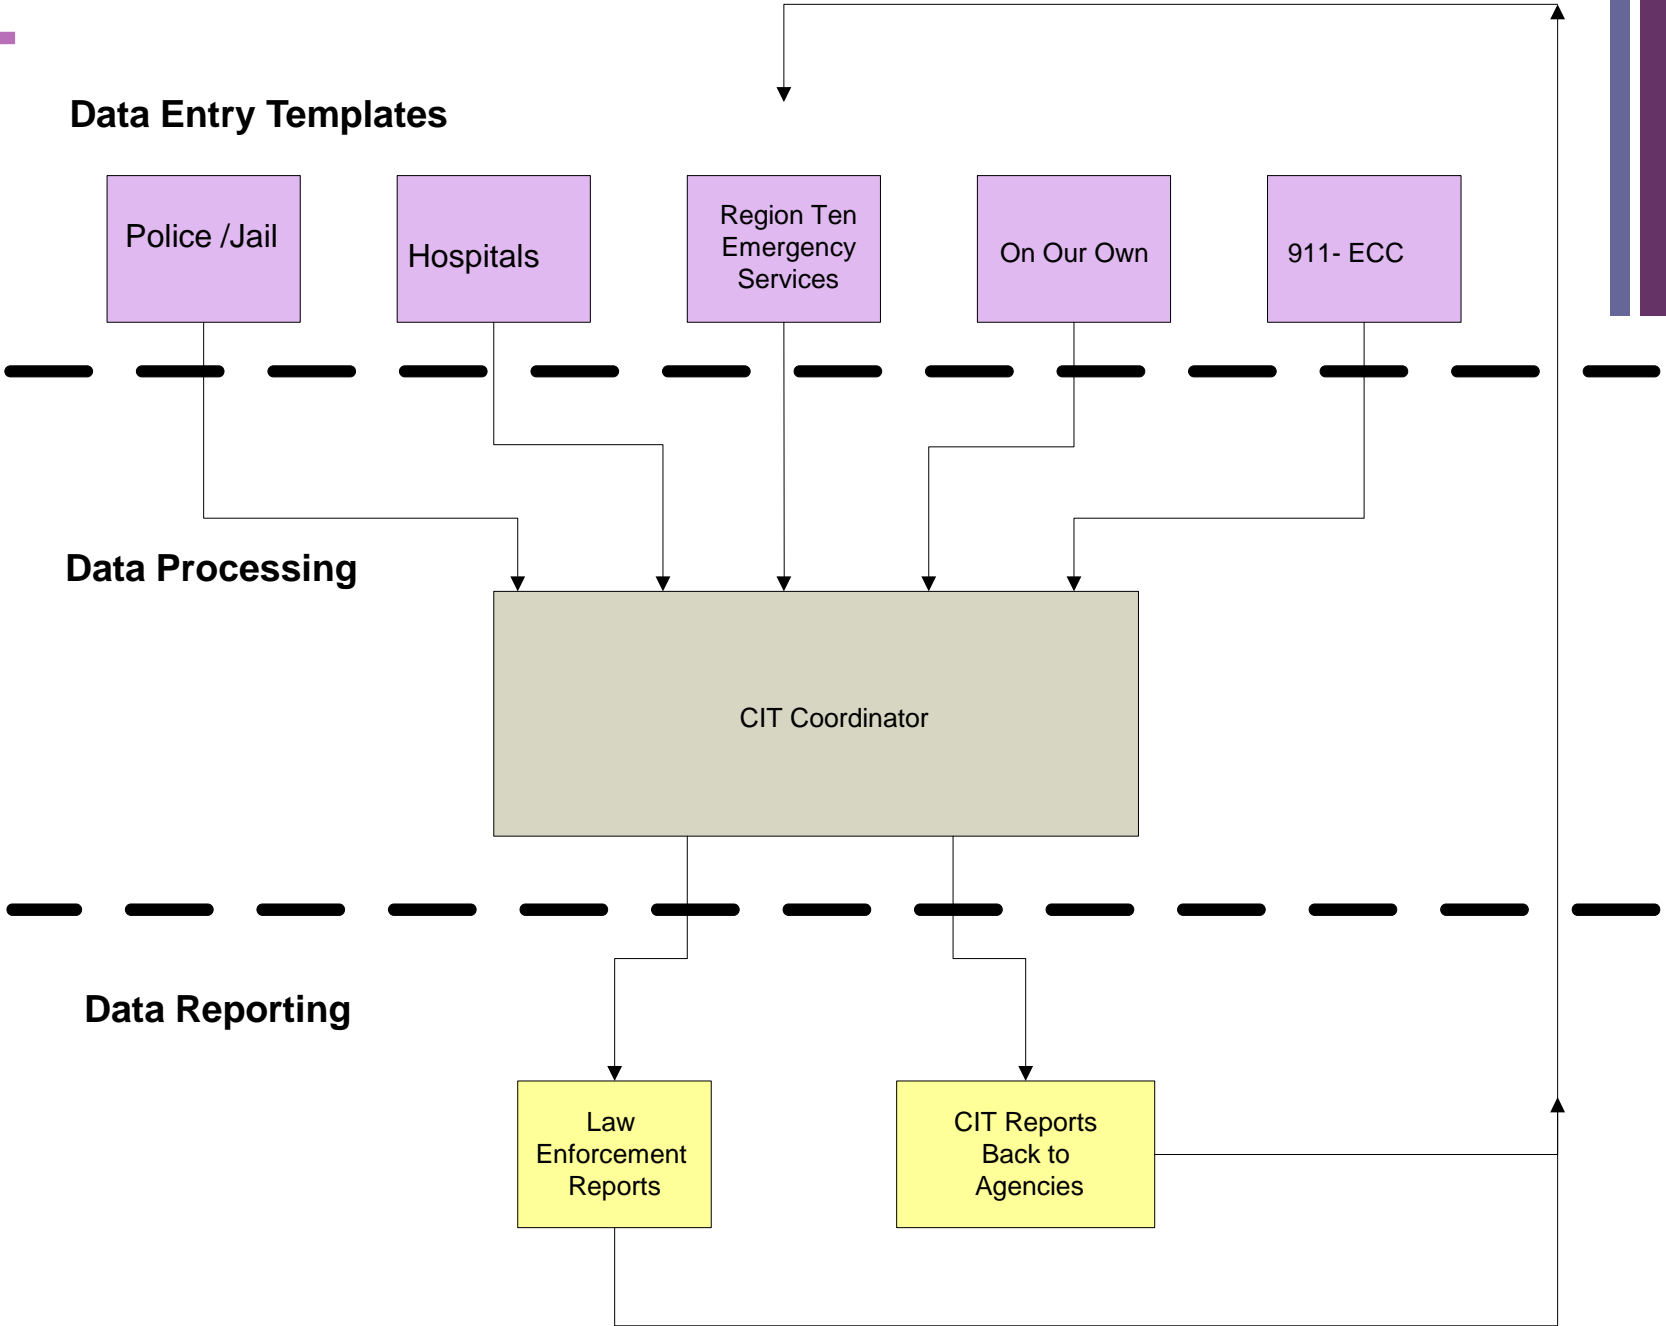 Data Entry Templates
Police /Jail
Hospitals
Region Ten
Emergency
Services
On Our Own
911- ECC
Data Processing
CIT Coordinator
Data Reporting
Law
Enforcement
Reports
CIT Reports
Back to
Agencies